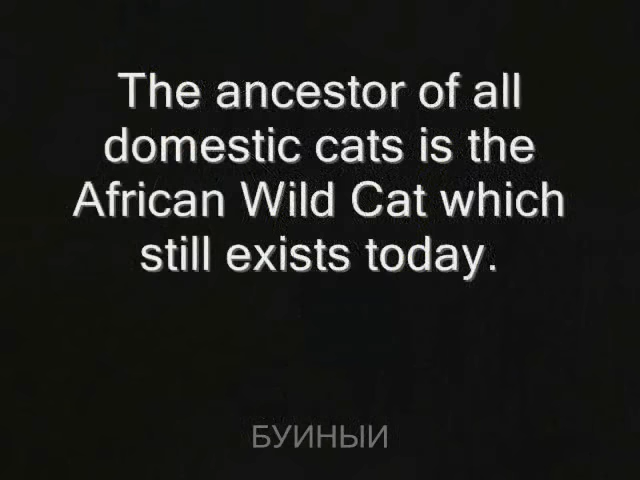 The ancestor of all
domestic cats is the
African Wild Cat which
still exists today.
БУИНЫИ